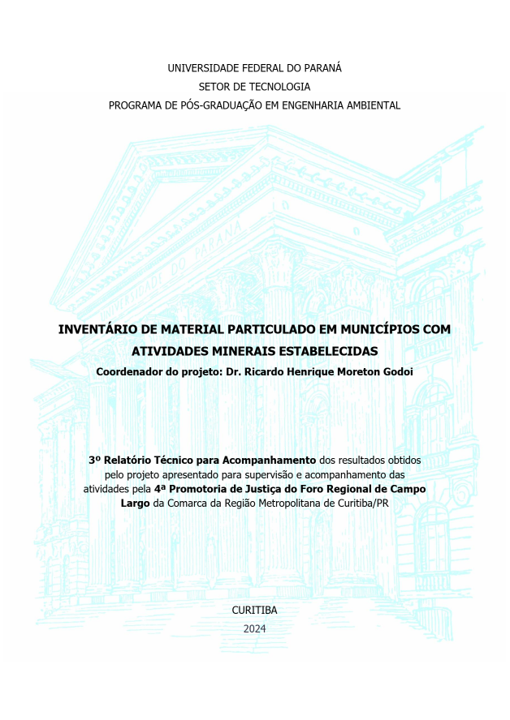 UNIVERSIDADE FEDERAL DO PARANÁ
SETOR DE TECNOLOGIA
PROGRAMA DE PÓS-GRADUAÇÃO EM ENGENHARIA AMBIENTAL
INVENTÁRIO DE MATERIAL PARTICULADO EM MUNICÍPIOS COM
ATIVIDADES MINERAIS ESTABELECIDAS
Coordenador do projeto: Dr. Ricardo Henrique Moreton Godoi
3º Relatório Técnico para Acompanhamento dos resultados obtidos
pelo projeto apresentado para supervisão e acompanhamento das
atividades pela 4ª Promotoria de Justiça do Foro Regional de Campo
Largo da Comarca da Região Metropolitana de Curitiba/PR
CURITIBA
2024